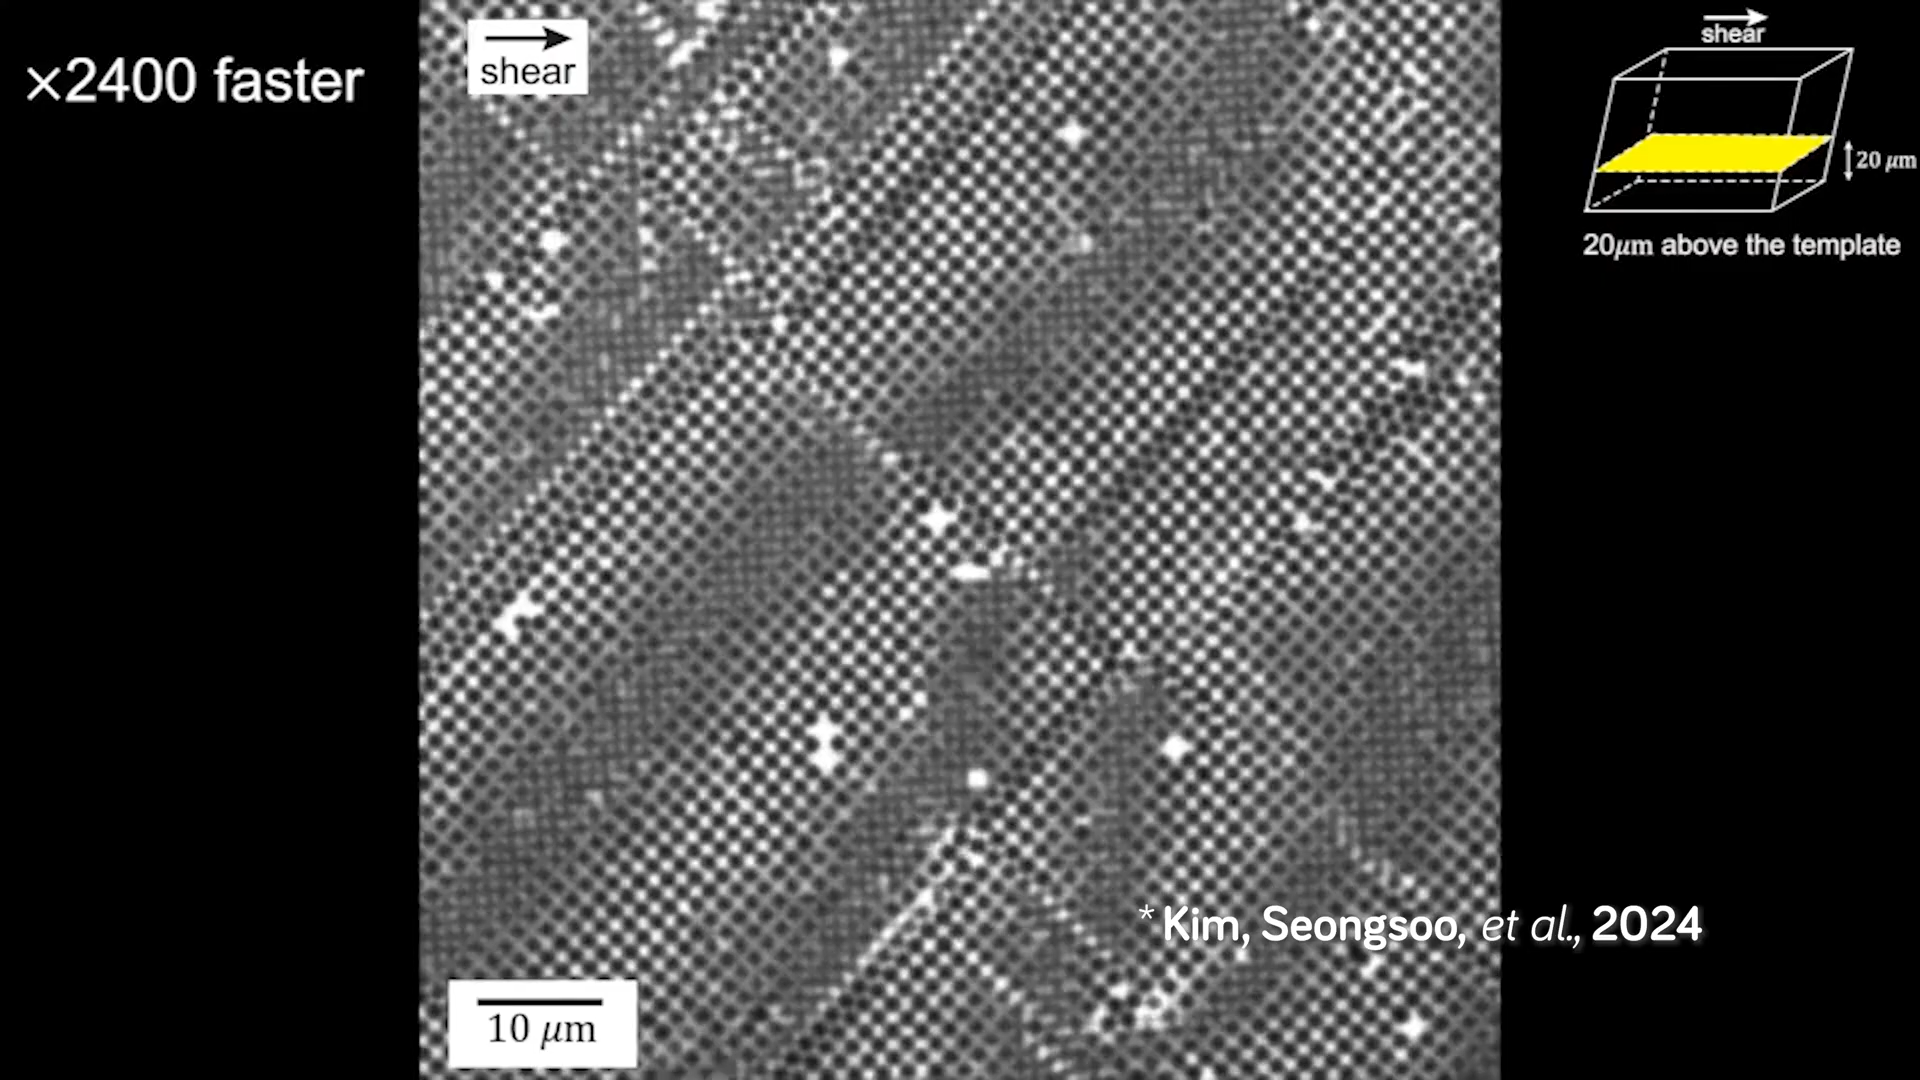 ×2400 faster
shear
shear
20 μm
20μm above the template
* Kim, Seongsoo, et al., 2024
10 μm